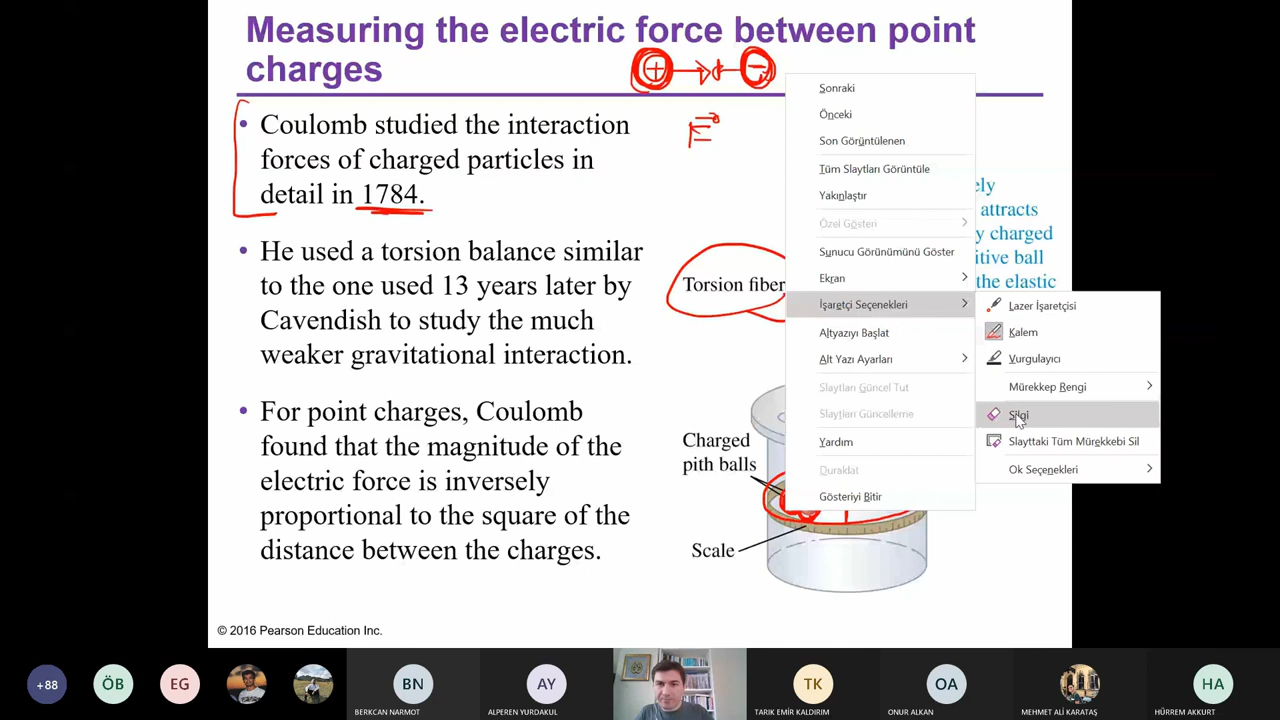 Measuring the electric force between point
charges
+
−
E
• Coulomb studied the interaction
forces of charged particles in
detail in 1784.
• He used a torsion balance similar
to the one used 13 years later by
Cavendish to study the much
weaker gravitational interaction.
• For point charges, Coulomb
found that the magnitude of the
electric force is inversely
proportional to the square of the
distance between the charges.
Torsion fiber
Charged
pith balls
Scale
attracts
charged
ball
the elastic
Sonraki
Önceki
Son Görüntülenen
Tüm Slaytları Görüntüle
Yakınlaştır
Özel Gösteri
Sunucu Görünümünü Göster
Ekran
İşaretçi Seçenekleri
Altyazıyı Başlat
Alt Yazı Ayarları
Slaytları Güncel Tut
Slaytları Güncelleme
Yardım
Duraklat
Gösteriyi Bitir
Lazer İşaretçisi
Kalem
Vurgulayıcı
Mürekkep Rengi
Silgi
Slayttaki Tüm Mürekkebi Sil
Ok Seçenekleri
© 2016 Pearson Education Inc.
+88
ÖB
EG
BN
BERKCAN NARMOT
AY
ALPEREN YURDAKUL
TK
TARIK EMİR KALDIRIM
OA
ONUR ALKAN
MEHMET ALİ KARATAŞ
HA
HÜRREM AKKURT